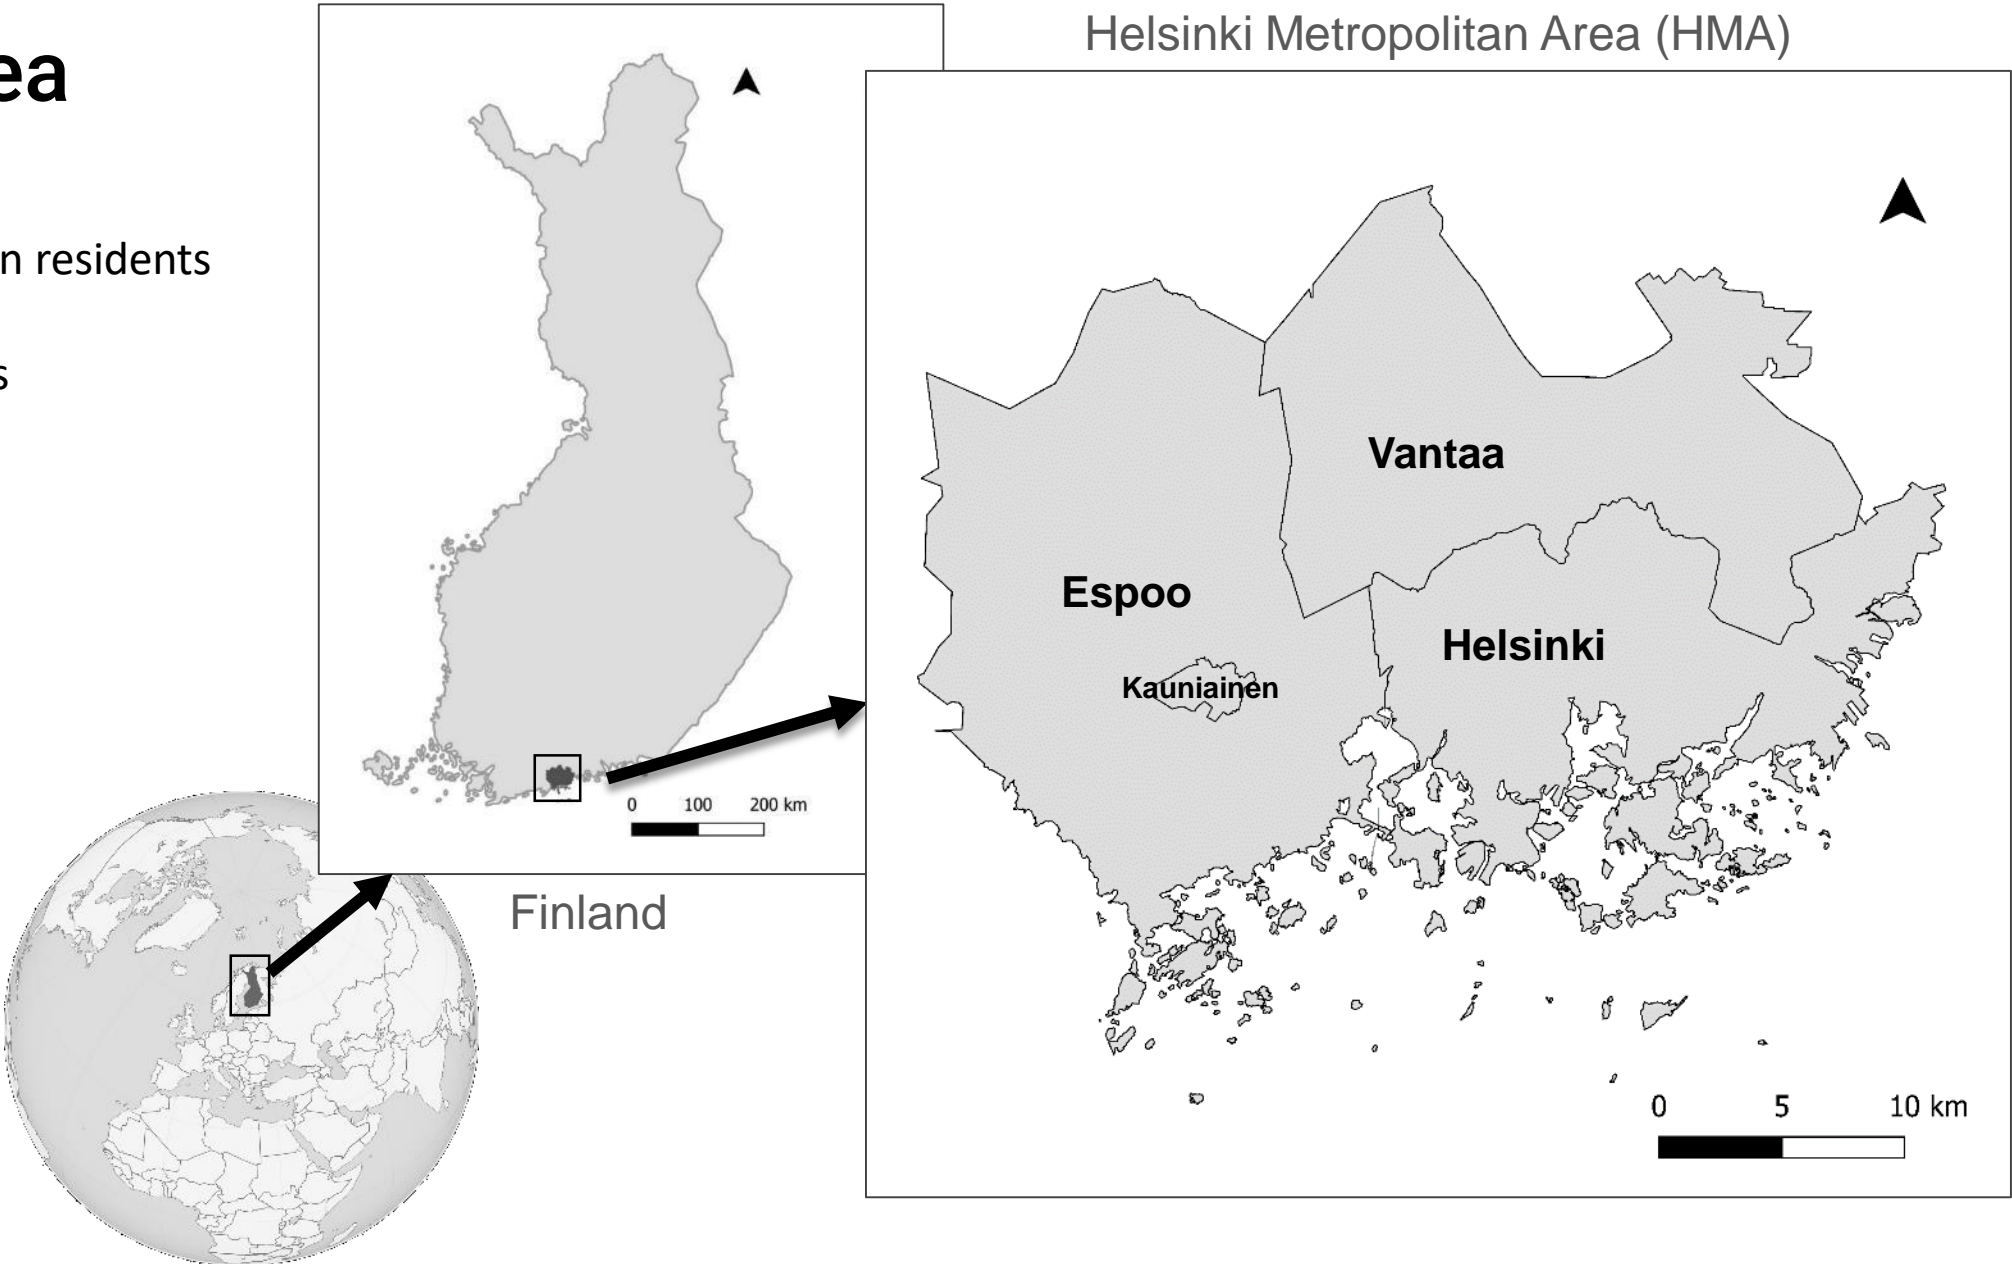 ea
n residents
s
Helsinki Metropolitan Area (HMA)
Vantaa
Espoo
Helsinki
Kauniainen
0 100 200 km
Finland
0 5 10 km